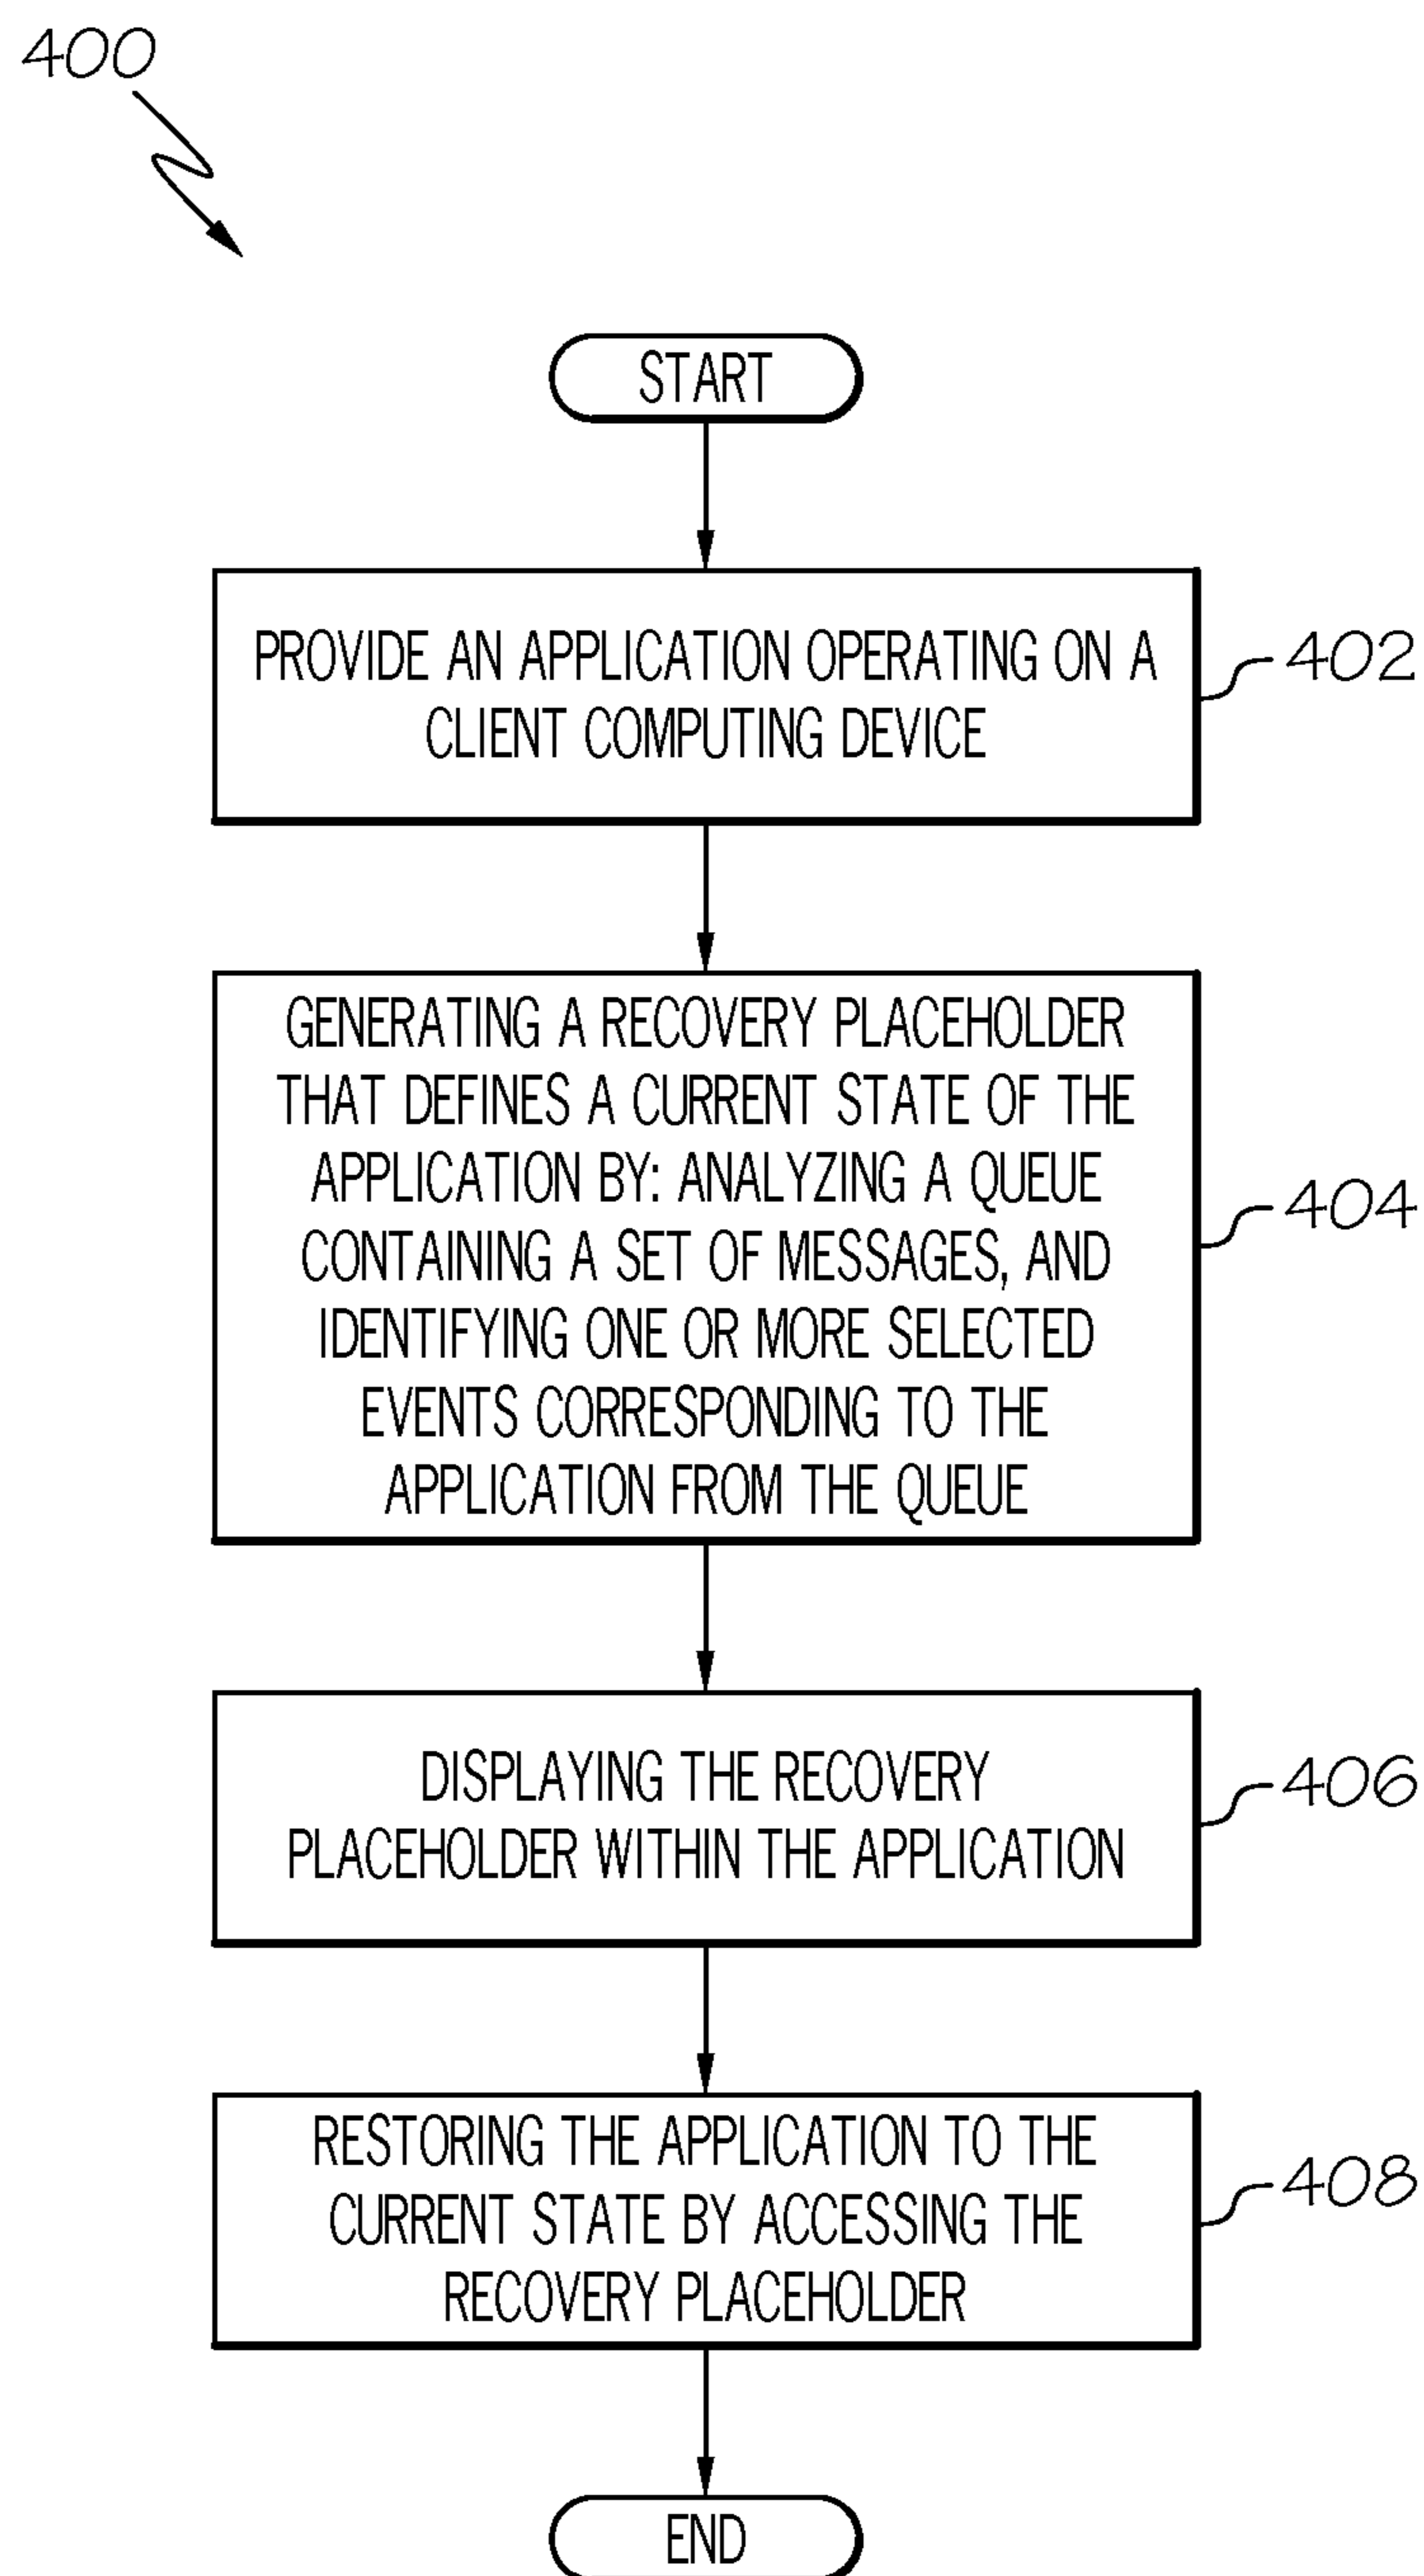 400
START
PROVIDE AN APPLICATION OPERATING ON A
CLIENT COMPUTING DEVICE
402
GENERATING A RECOVERY PLACEHOLDER
THAT DEFINES A CURRENT STATE OF THE
APPLICATION BY: ANALYZING A QUEUE
CONTAINING A SET OF MESSAGES, AND
IDENTIFYING ONE OR MORE SELECTED
EVENTS CORRESPONDING TO THE
APPLICATION FROM THE QUEUE
404
DISPLAYING THE RECOVERY
PLACEHOLDER WITHIN THE APPLICATION
406
RESTORING THE APPLICATION TO THE
CURRENT STATE BY ACCESSING THE
RECOVERY PLACEHOLDER
408
END